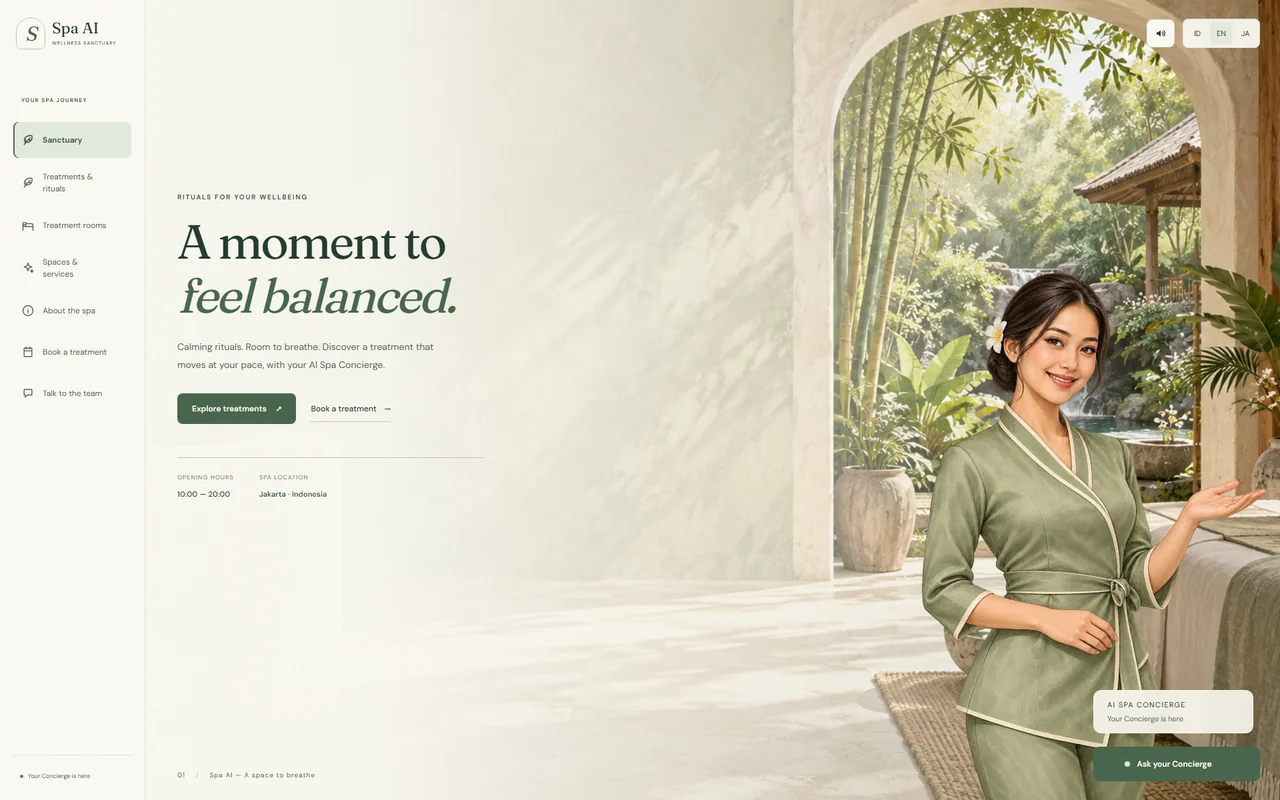 S
Spa AI
WELLNESS SANCTUARY
YOUR SPA JOURNEY
Sanctuary
Treatments &
rituals
Treatment rooms
Spaces &
services
About the spa
Book a treatment
Talk to the team
Your Concierge is here
ID EN JA
RITUALS FOR YOUR WELLBEING
A moment to
feel balanced.
Calming rituals. Room to breathe. Discover a treatment that
moves at your pace, with your AI Spa Concierge.
Explore treatments ↗
Book a treatment →
OPENING HOURS
10:00 — 20:00
SPA LOCATION
Jakarta · Indonesia
01 / Spa AI — A space to breathe
AI SPA CONCIERGE
Your Concierge is here
Ask your Concierge